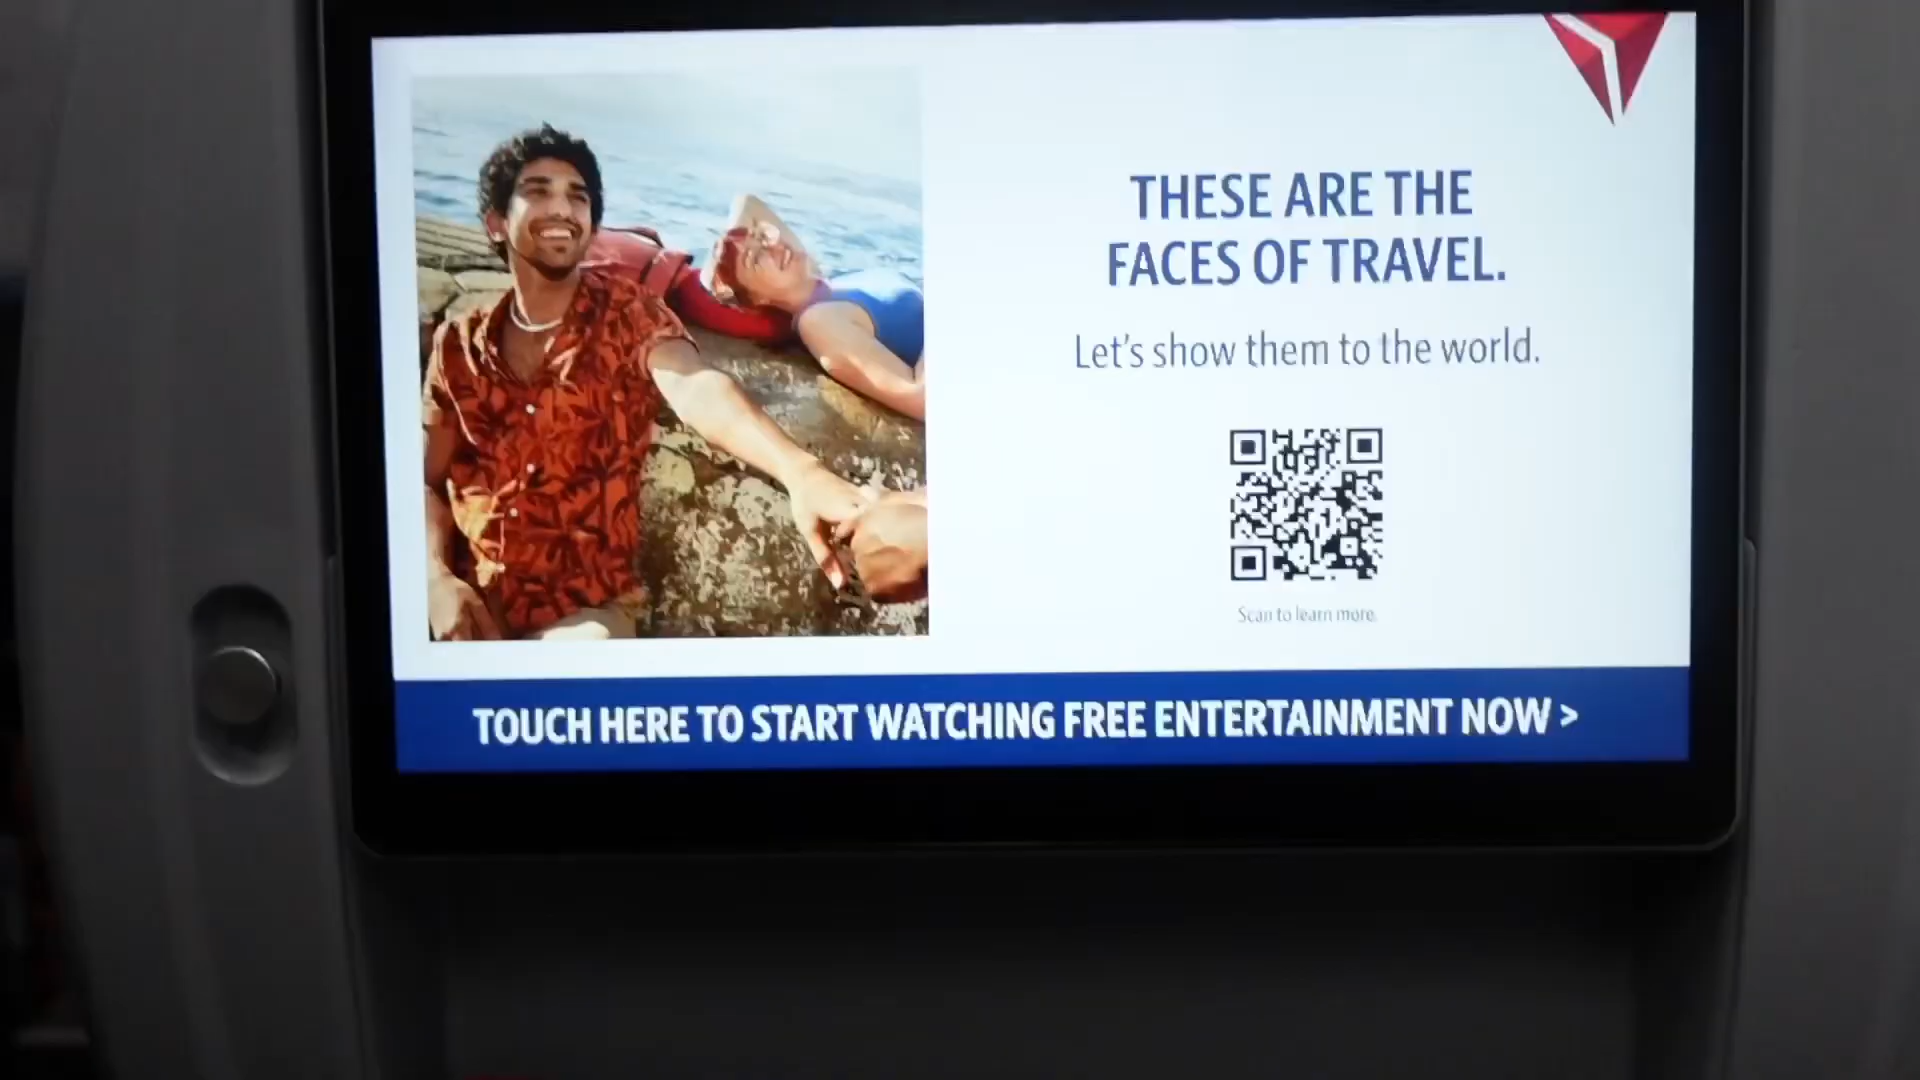 THESE ARE THE
FACES OF TRAVEL.
Let's show them to the world.
Scan to learn more.
TOUCH HERE TO START WATCHING FREE ENTERTAINMENT NOW >